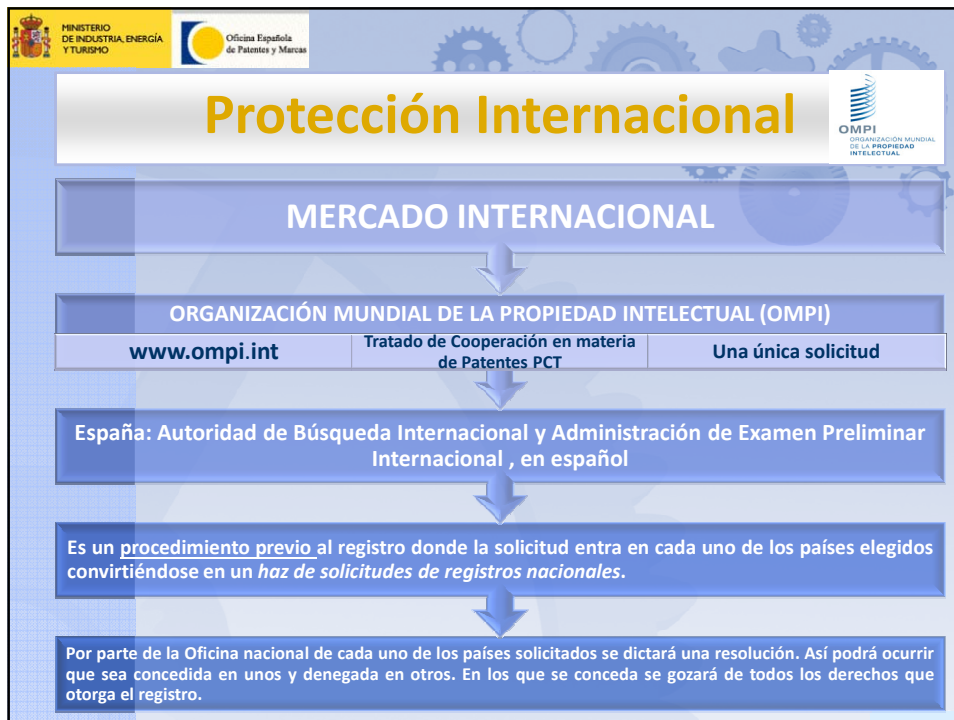 MINISTERIO
DE INDUSTRIA, ENERGÍA
Y TURISMO
Oficina Española
de Patentes y Marcas
Protección Internacional
OMPI
ORGANIZACIÓN MUNDIAL
DE LA PROPIEDAD
INTELECTUAL
MERCADO INTERNACIONAL
ORGANIZACIÓN MUNDIAL DE LA PROPIEDAD INTELECTUAL (OMPI)
www.ompi.int
Tratado de Cooperación en materia
de Patentes PCT
Una única solicitud
España: Autoridad de Búsqueda Internacional y Administración de Examen Preliminar
Internacional , en español
Es un procedimiento previo al registro donde la solicitud entra en cada uno de los países elegidos
convirtiéndose en un haz de solicitudes de registros nacionales.
Por parte de la Oficina nacional de cada uno de los países solicitados se dictará una resolución. Así podrá ocurrir
que sea concedida en unos y denegada en otros. En los que se conceda se gozará de todos los derechos que
otorga el registro.